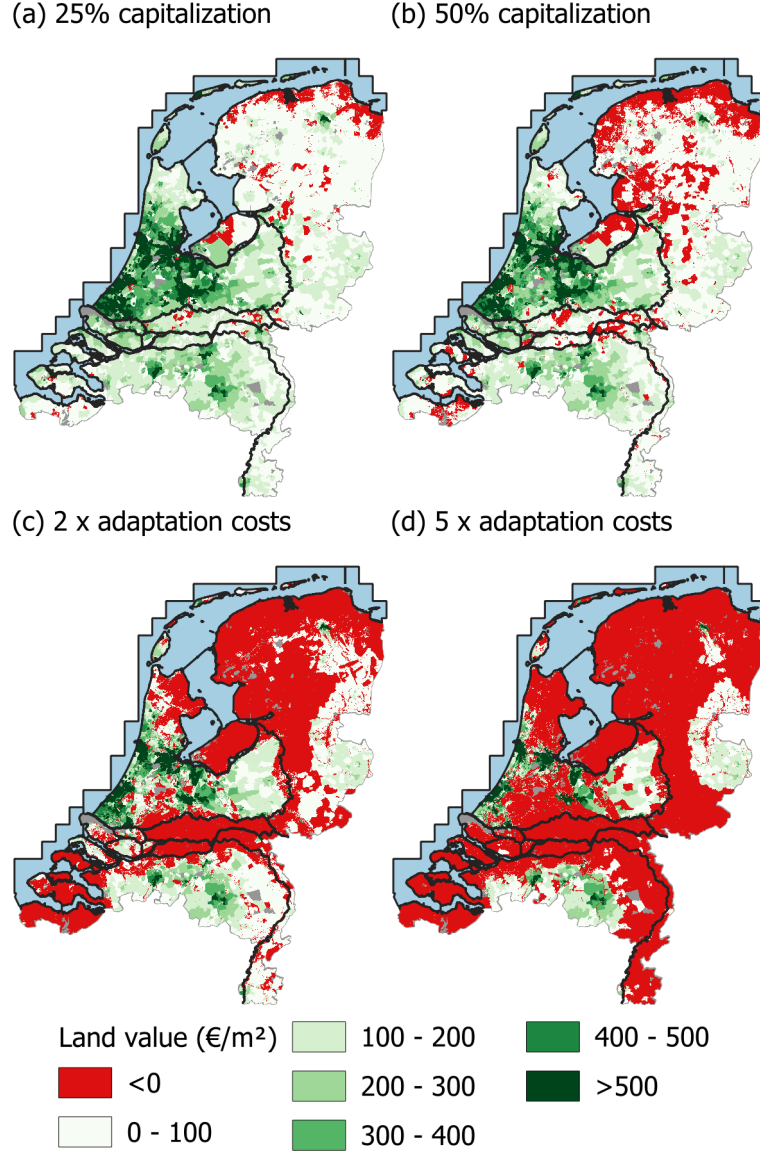 (a) 25% capitalization
(b) 50% capitalization
(c) 2 x adaptation costs
(d) 5 x adaptation costs
Land value (€/m²)
<0
0 - 100
100 - 200
200 - 300
300 - 400
400 - 500
>500